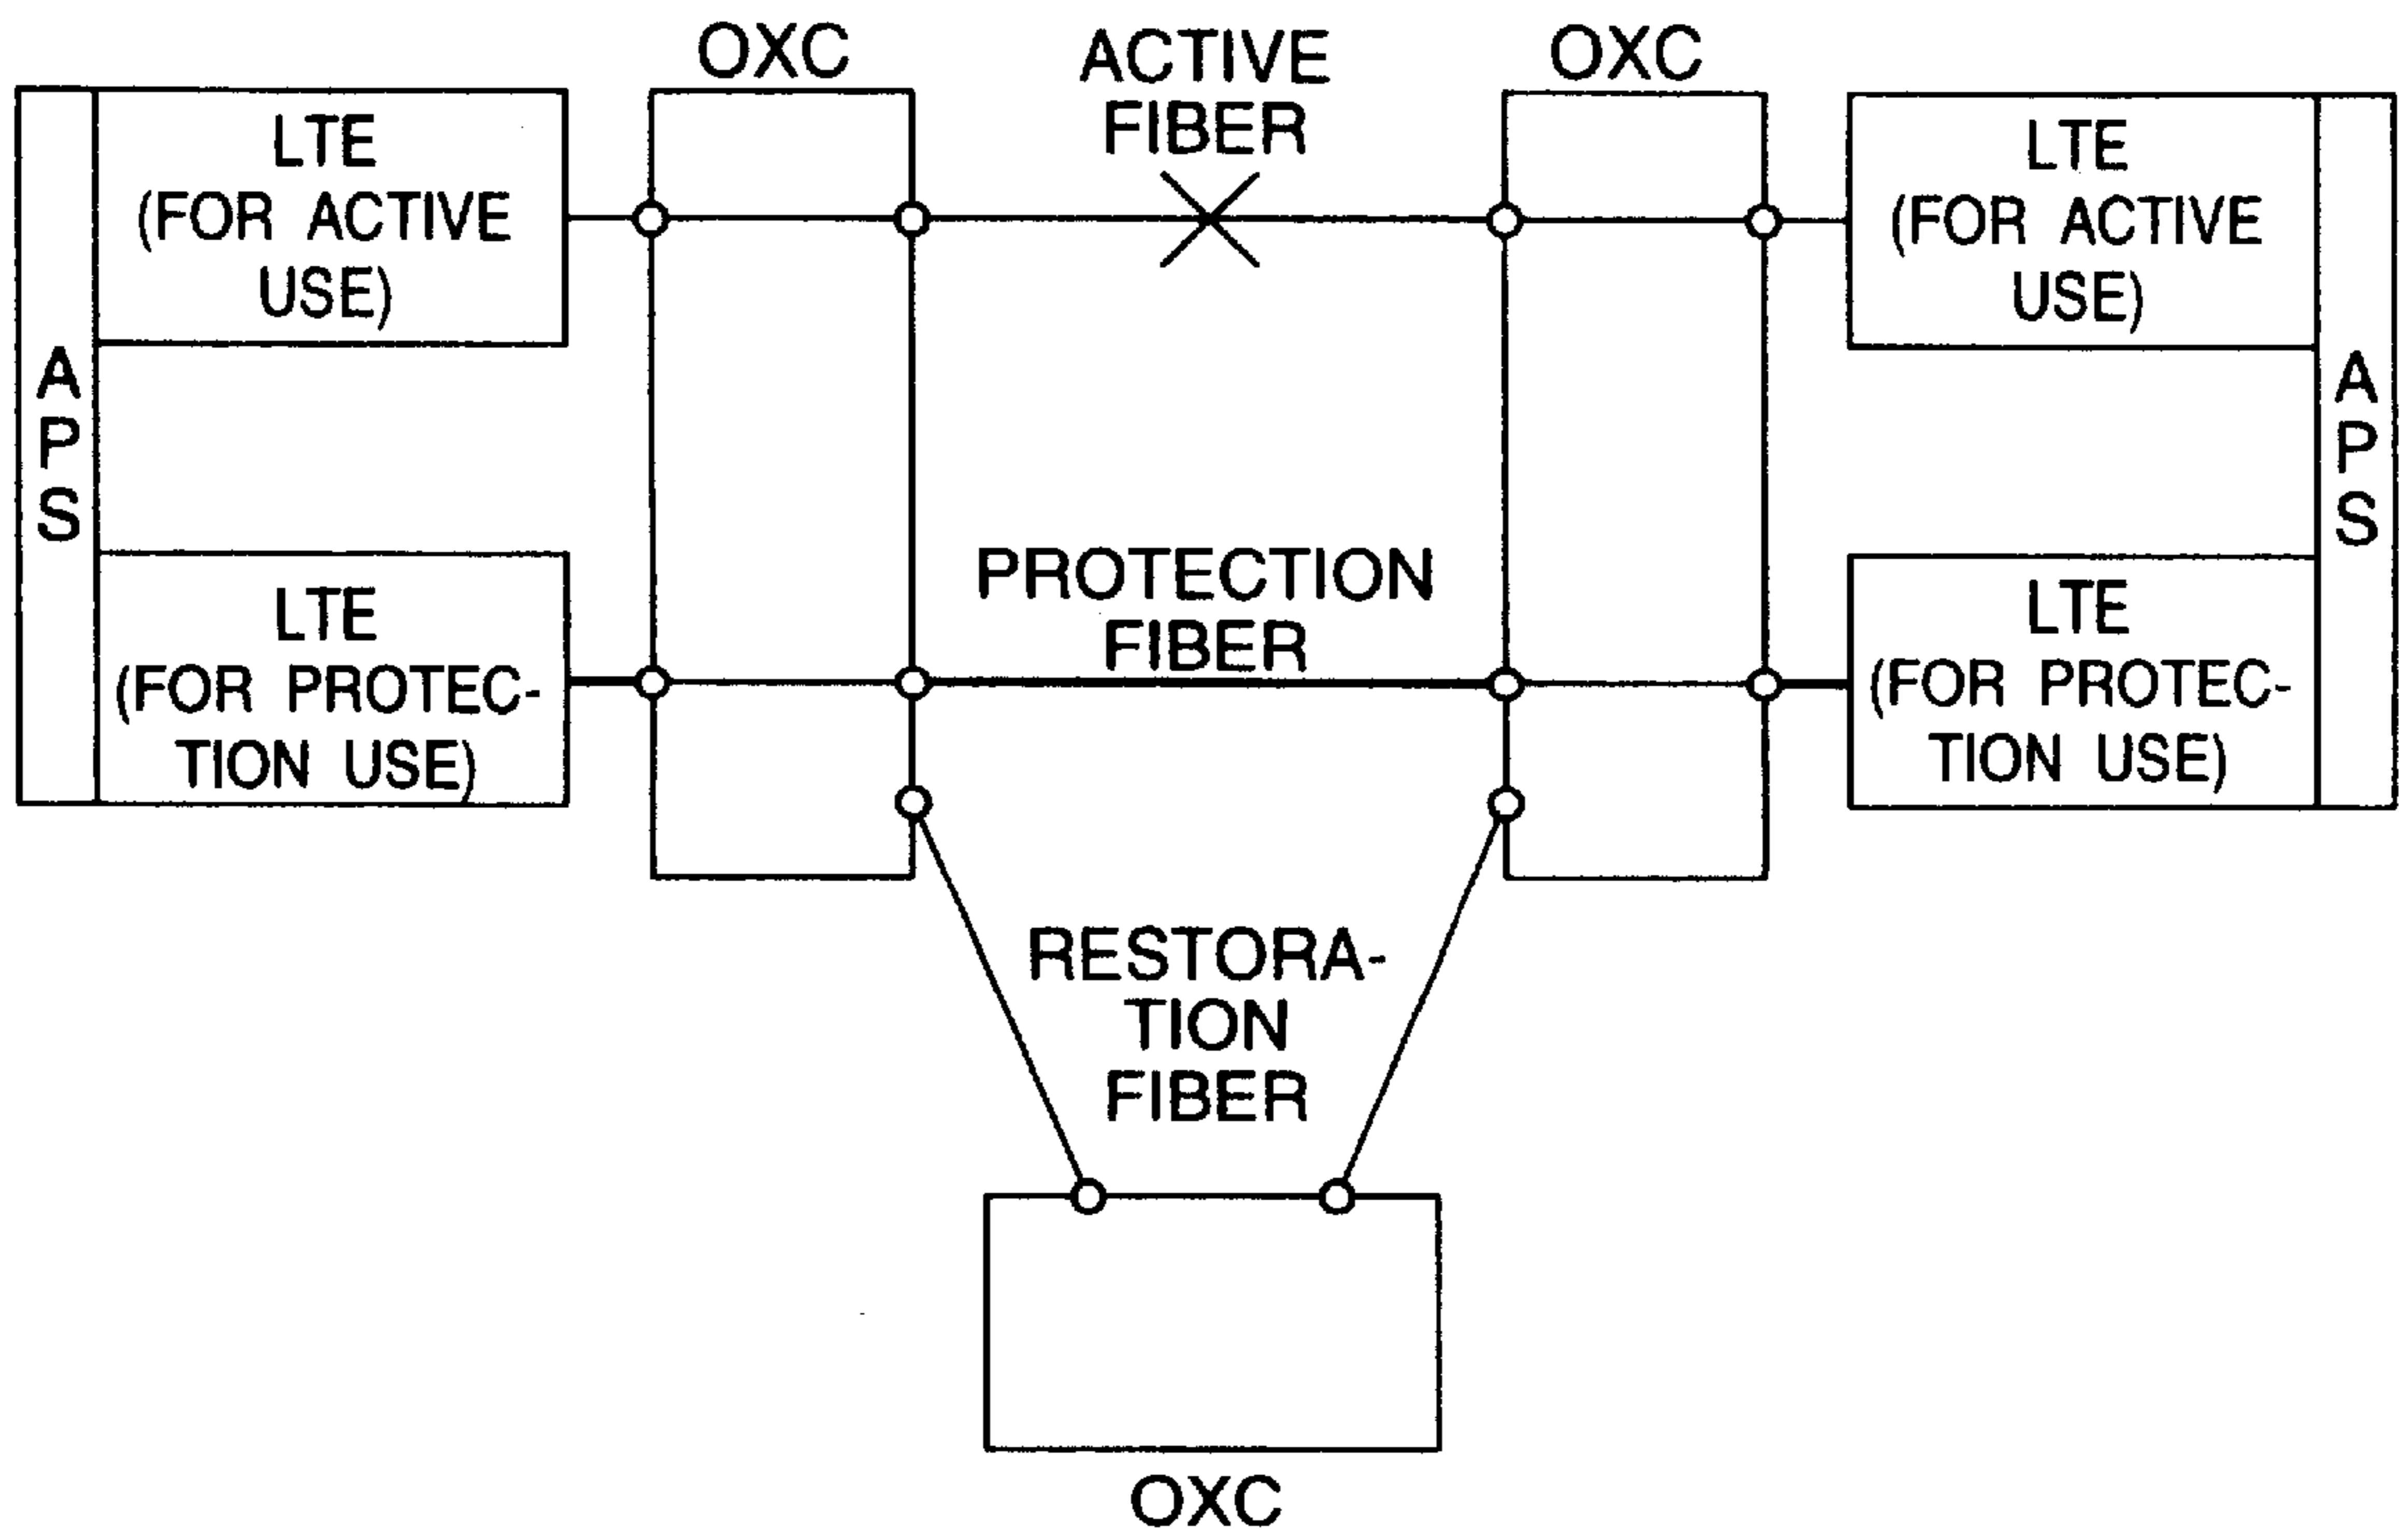 OXC
ACTIVE
FIBER
OXC
LTE
(FOR ACTIVE
USE)
LTE
(FOR ACTIVE
USE)
A
P
S
A
P
S
PROTECTION
FIBER
LTE
(FOR PROTEC-
TION USE)
LTE
(FOR PROTEC-
TION USE)
RESTORA-
TION
FIBER
OXC